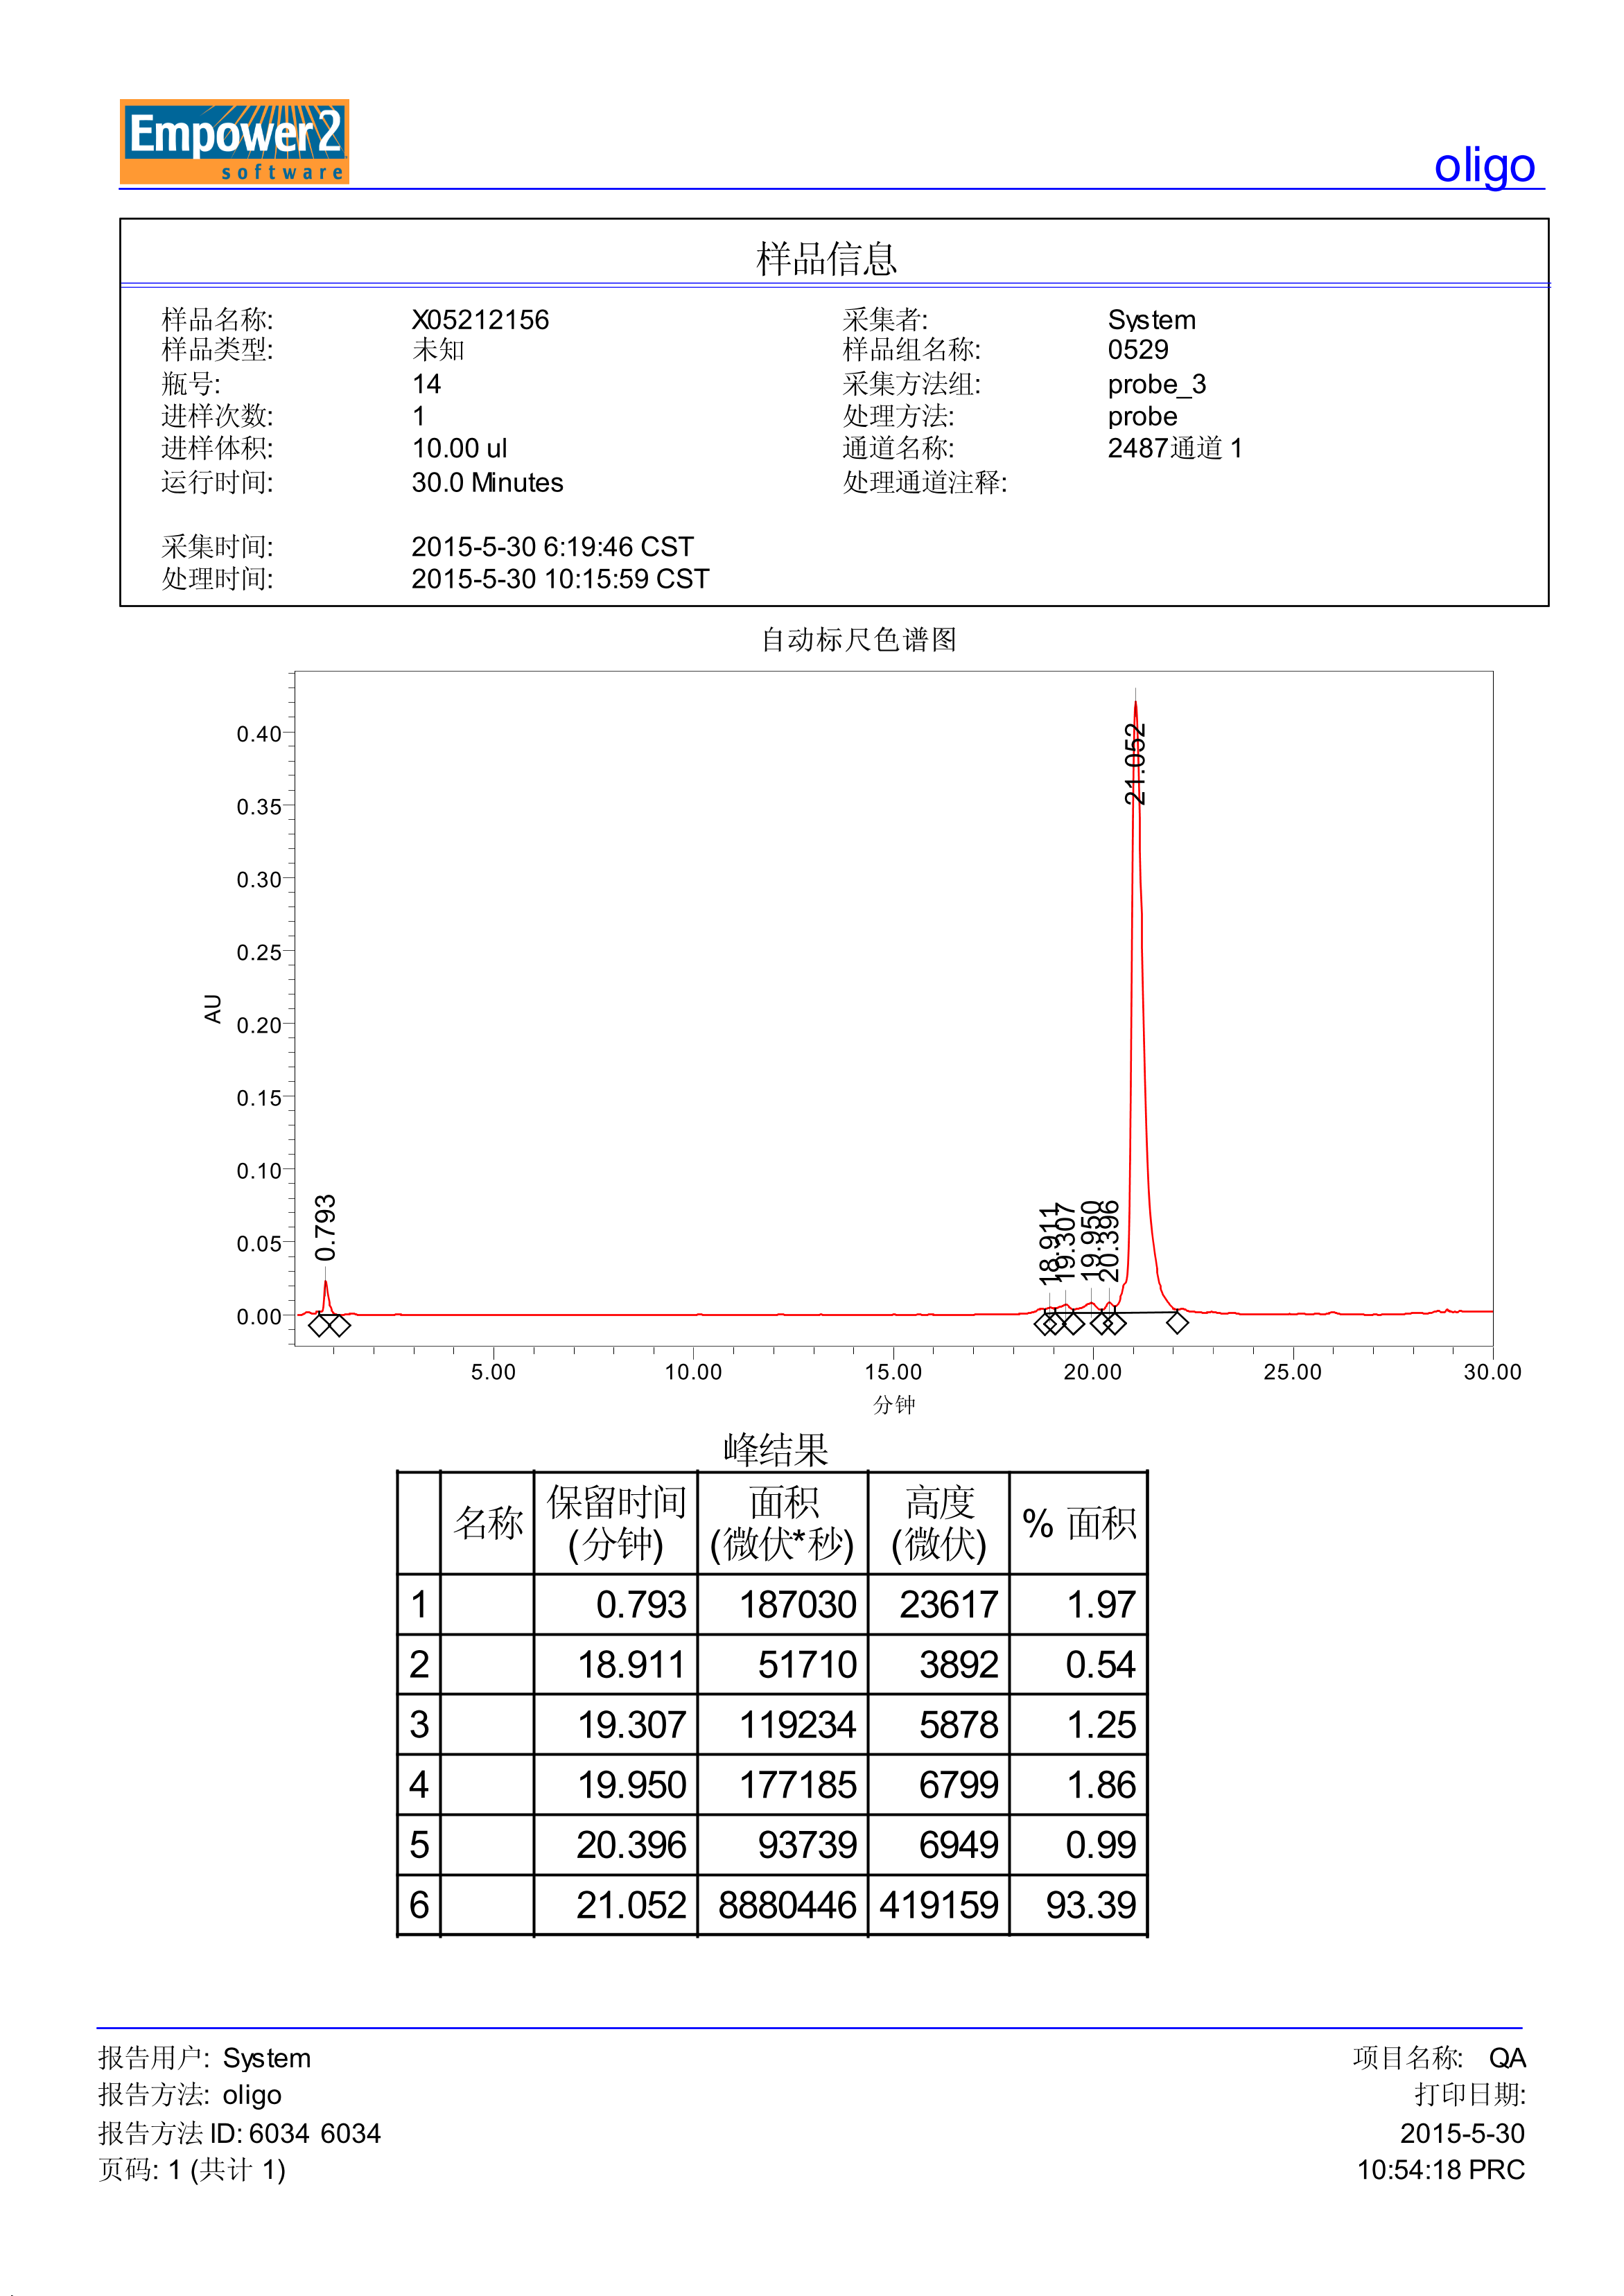 Empower2
software
oligo
样品信息
样品名称: X05212156 采集者: System
样品类型: 未知 样品组名称: 0529
瓶号: 14 采集方法组: probe_3
进样次数: 1 处理方法: probe
进样体积: 10.00 ul 通道名称: 2487通道 1
运行时间: 30.0 Minutes 处理通道注释:
采集时间: 2015-5-30 6:19:46 CST
处理时间: 2015-5-30 10:15:59 CST
自动标尺色谱图
AU
0.40
0.35
0.30
0.25
0.20
0.15
0.10
0.05
0.00
0.793
18.911
19.307
19.950
20.396
21.052
5.00 10.00 15.00 20.00 25.00 30.00
分钟
峰结果
名称 保留时间 (分钟) 面积 (微伏*秒) 高度 (微伏) % 面积
1 0.793 187030 23617 1.97
2 18.911 51710 3892 0.54
3 19.307 119234 5878 1.25
4 19.950 177185 6799 1.86
5 20.396 93739 6949 0.99
6 21.052 8880446 419159 93.39
报告用户: System 项目名称: QA
报告方法: oligo 打印日期:
报告方法 ID: 6034 6034 2015-5-30
页码: 1 (共计 1) 10:54:18 PRC